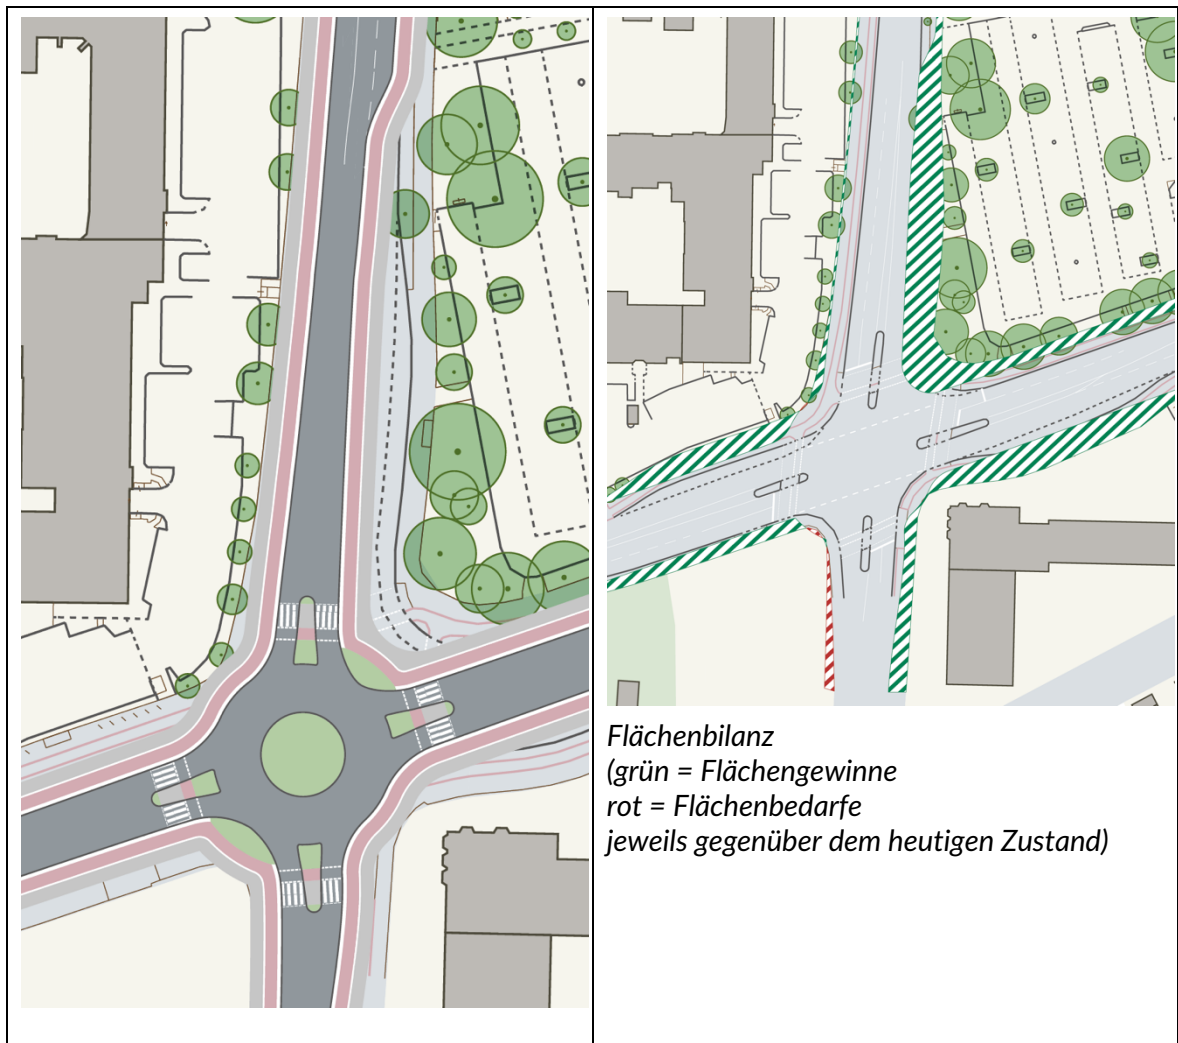 Flächenbilanz
(grün = Flächengewinne
rot = Flächenbedarfe
jeweils gegenüber dem heutigen Zustand)